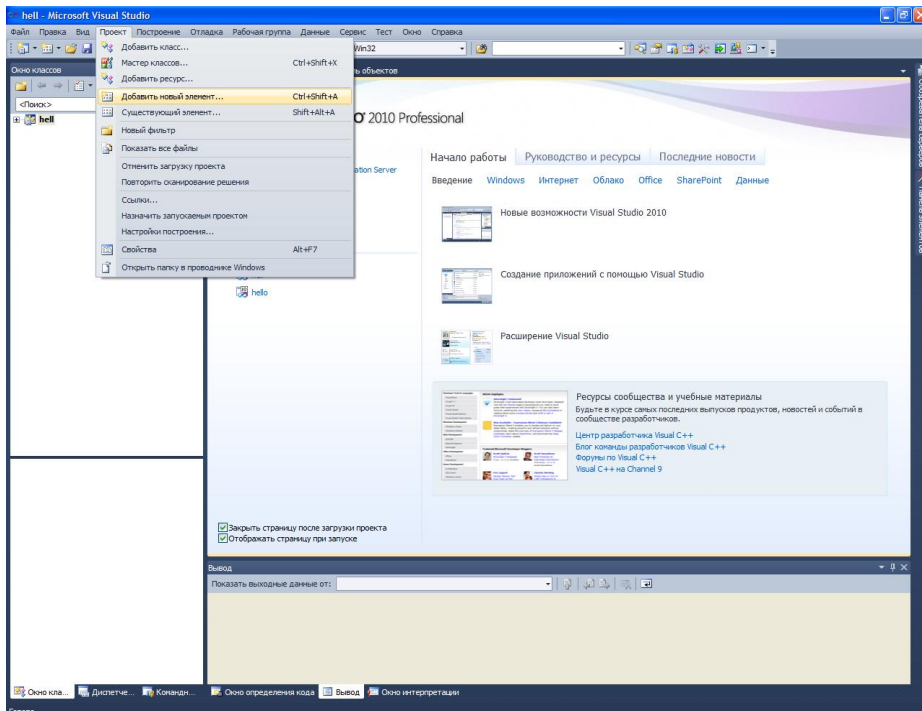 hell - Microsoft Visual Studio
Файл Правка Вид Проект Построение Отладка Рабочая группа Данные Сервис Тест Окно Справка
Добавить класс...
Win32
Мастер классов... Ctrl+Shift+X
Окно классов
ь объектов
Добавить ресурс...
Добавить новый элемент... Ctrl+Shift+A
<Поиск>
Существующий элемент... Shift+Alt+A
hell
2010 Professional
Новый фильтр
Показать все файлы
Начало работы Руководство и ресурсы Последние новости
Отменить загрузку проекта
ation Server
Повторить сканирование решения
Введение Windows Интернет Облако Office SharePoint Данные
Ссылки...
Назначить запускаемым проектом
Новые возможности Visual Studio 2010
Настройки построения...
Свойства Alt+F7
Открыть папку в проводнике Windows
Создание приложений с помощью Visual Studio
hello
Расширение Visual Studio
Ресурсы сообщества и учебные материалы
Будьте в курсе самых последних выпусков продуктов, новостей и событий в
сообществе разработчиков.
Центр разработчика Visual C++
Блог команды разработчиков Visual C++
Форумы по Visual C++
Visual C++ на Channel 9
Закрыть страницу после загрузки проекта
Отображать страницу при запуске
Вывод
Показать выходные данные от:
Окно кла... Диспетче... Командн... Окно определения кода Вывод Окно интерпретации